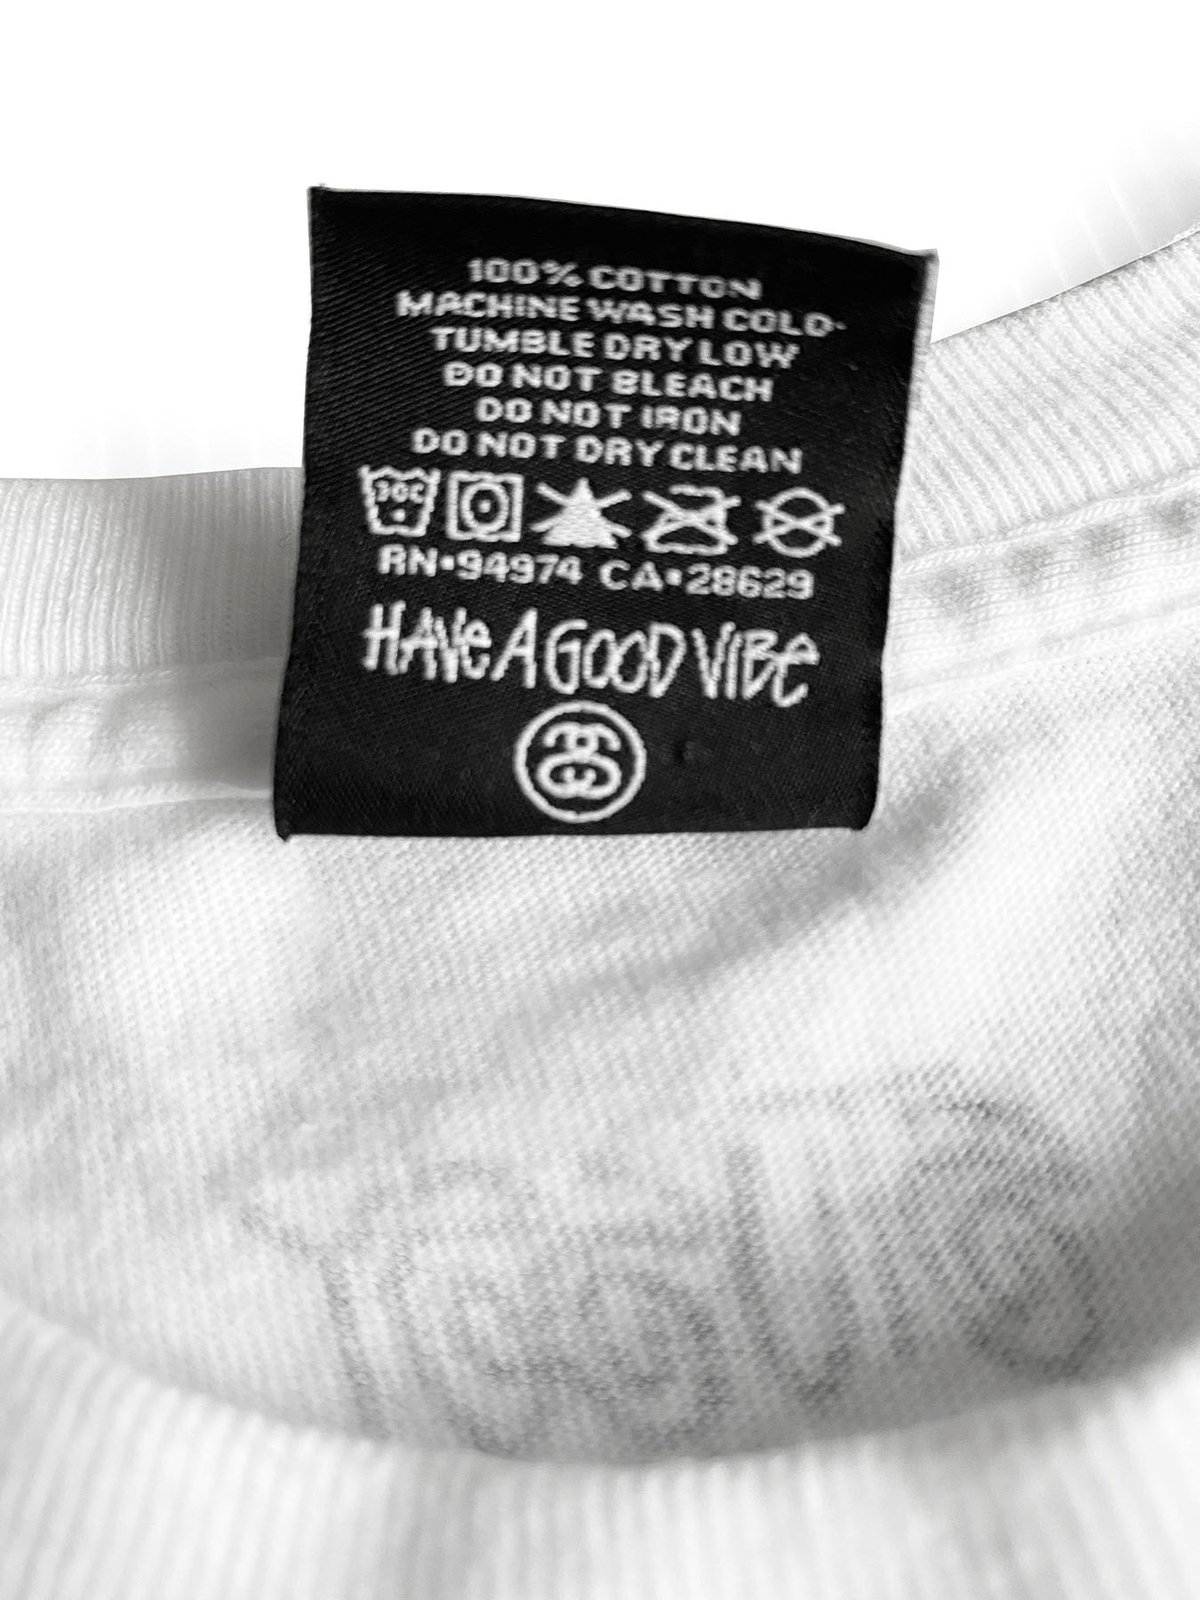 100% COTTON
MACHINE WASH COLD-
TUMBLE DRY LOW
DO NOT BLEACH
DO NOT IRON
DO NOT DRY CLEAN
30C
RN•94974 CA•28629
HAVE A GOOD VIBE